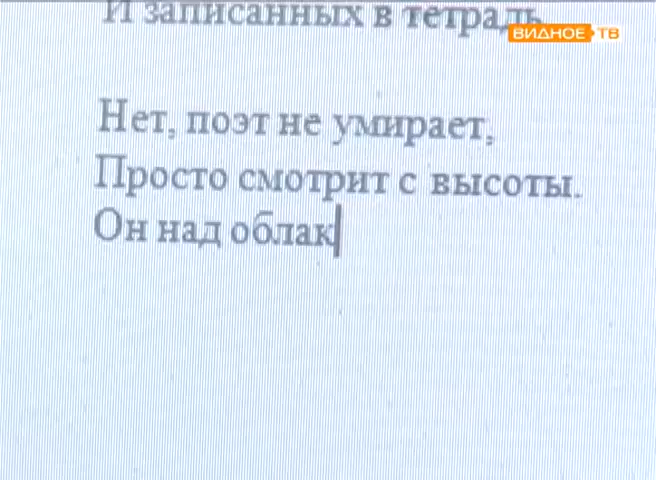 И записанных в тетрадь
ВИДНОЕ ТВ
Нет, поэт не умирает,
Просто смотрит с высоты.
Он над облак